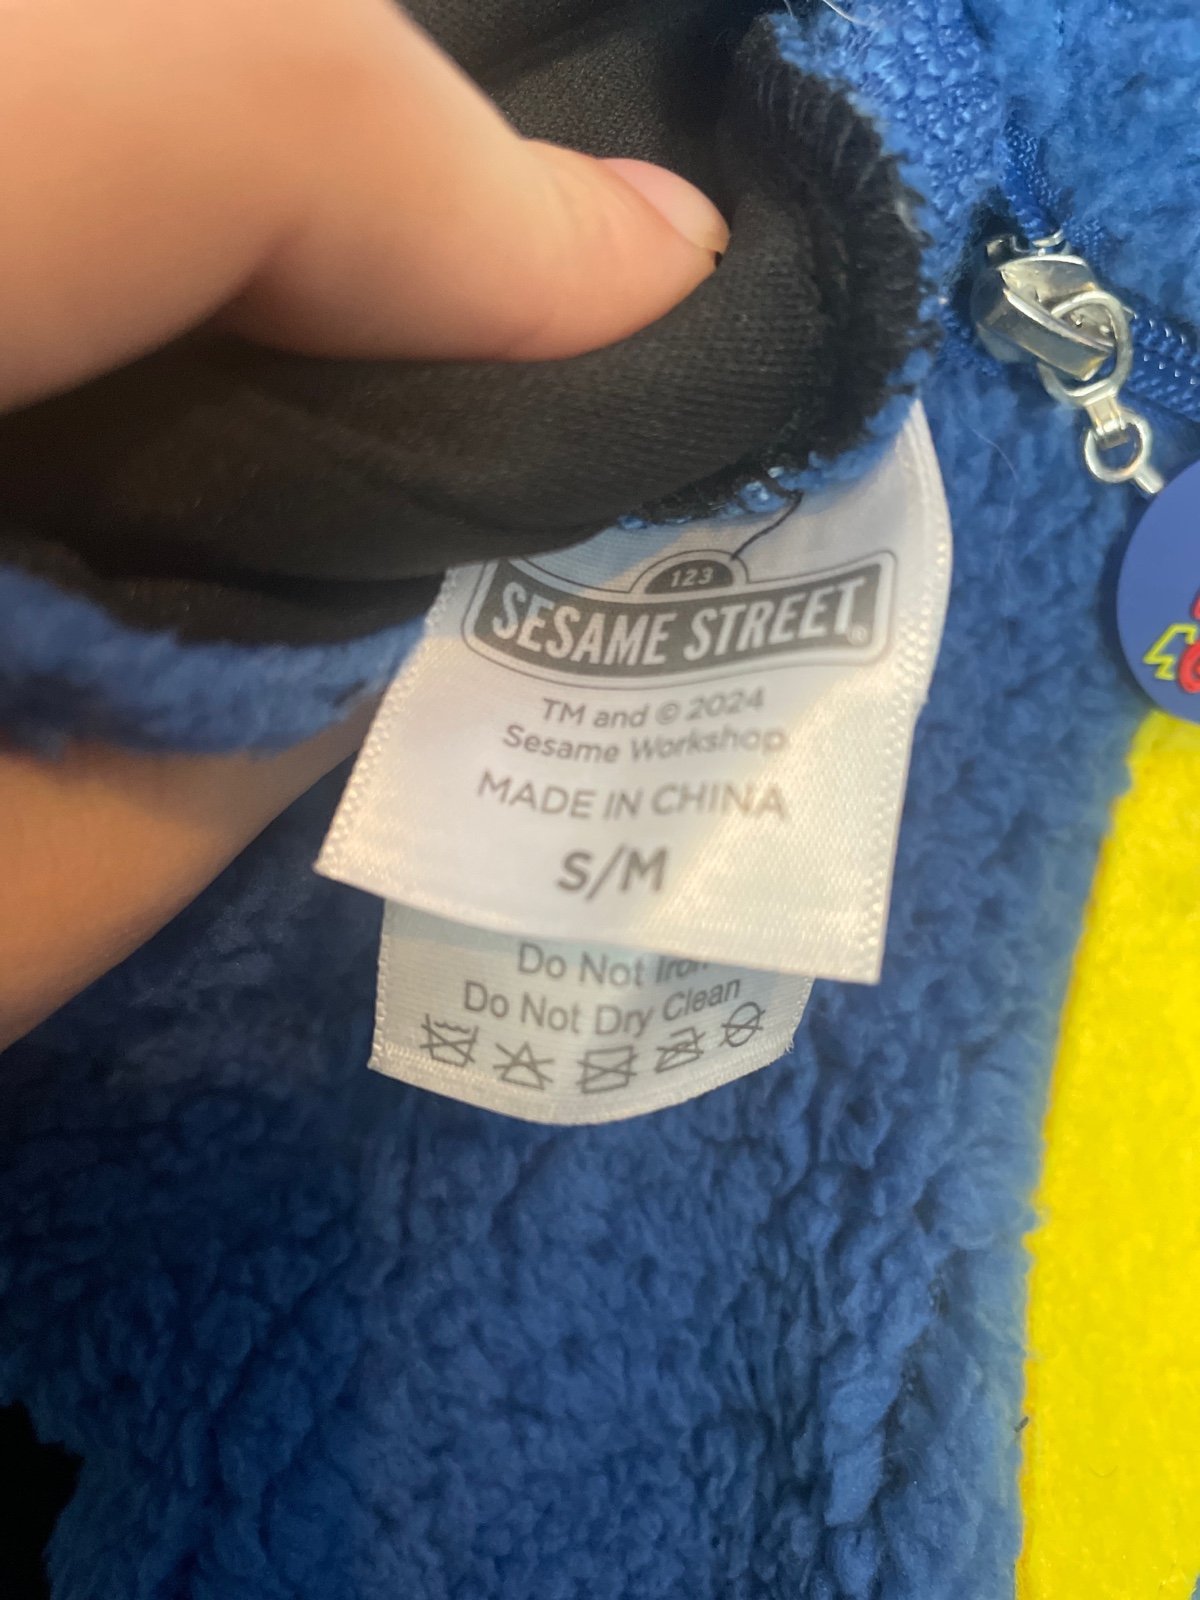 123
SESAME STREET®
TM and © 2024
Sesame Workshop
MADE IN CHINA
S/M
Do Not Iron
Do Not Dry Clean